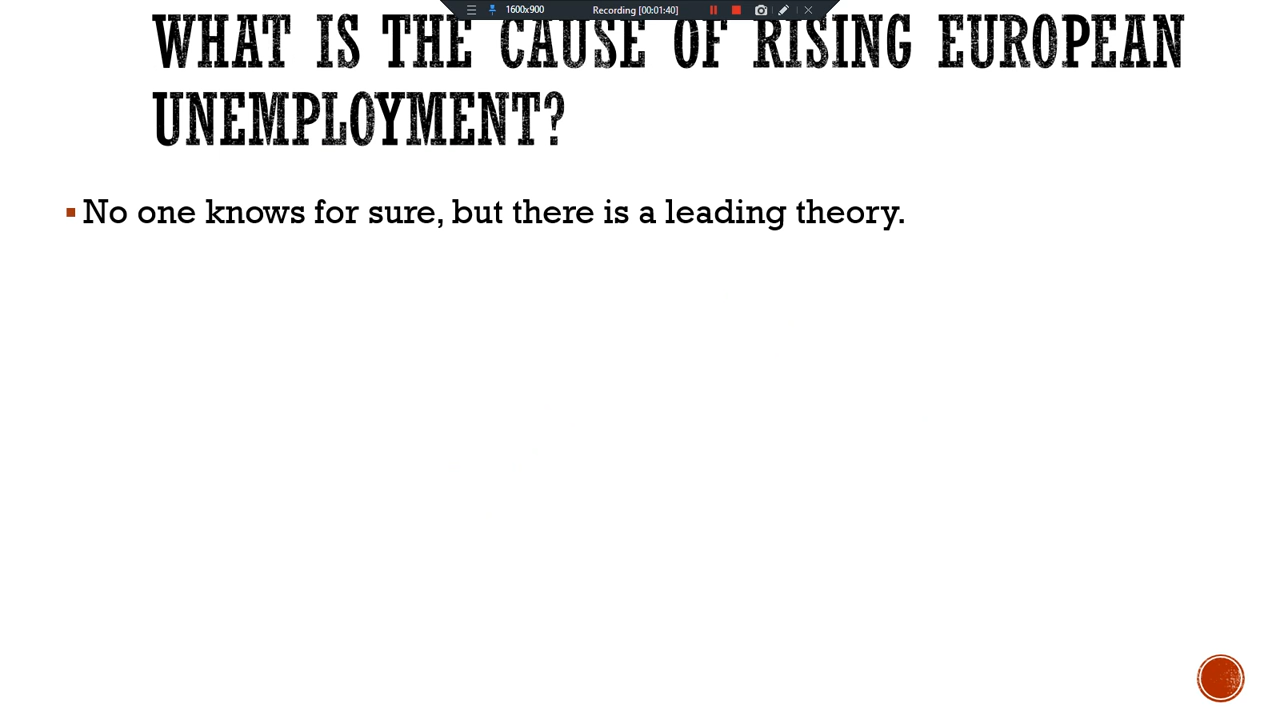 1600x900 Recording [00:01:40]
WHAT IS THE CAUSE OF RISING EUROPEAN
UNEMPLOYMENT?
No one knows for sure, but there is a leading theory.